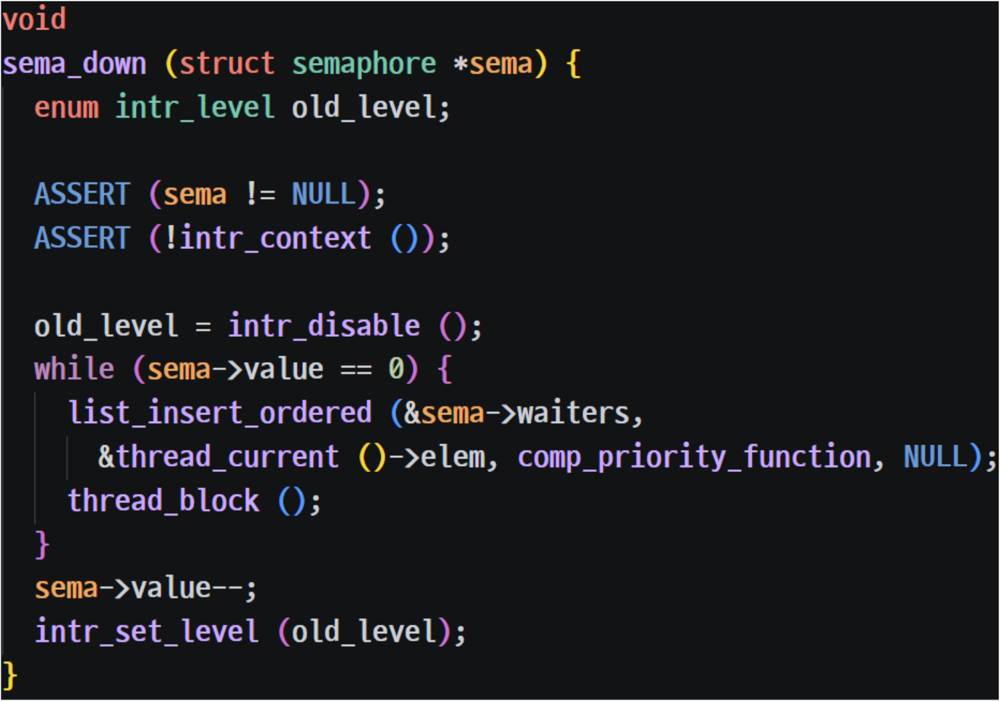 void
sema_down (struct semaphore *sema) {
  enum intr_level old_level;

  ASSERT (sema != NULL);
  ASSERT (!intr_context ());

  old_level = intr_disable ();
  while (sema->value == 0) {
    list_insert_ordered (&sema->waiters,
      &thread_current ()->elem, comp_priority_function, NULL);
    thread_block ();
  }
  sema->value--;
  intr_set_level (old_level);
}